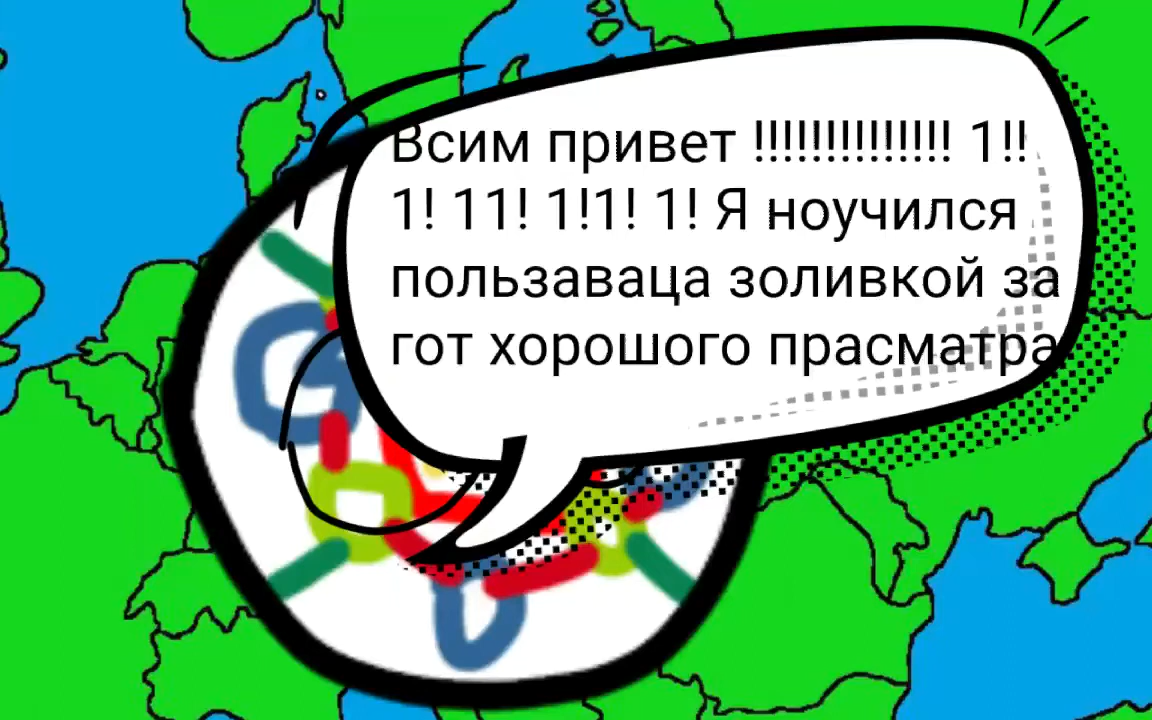 Всим привет !!!!!!!!!!!!!! 1!!
1! 11! 1!1! 1! Я ноучился
пользаваца золивкой за
гот хорошого прасматра